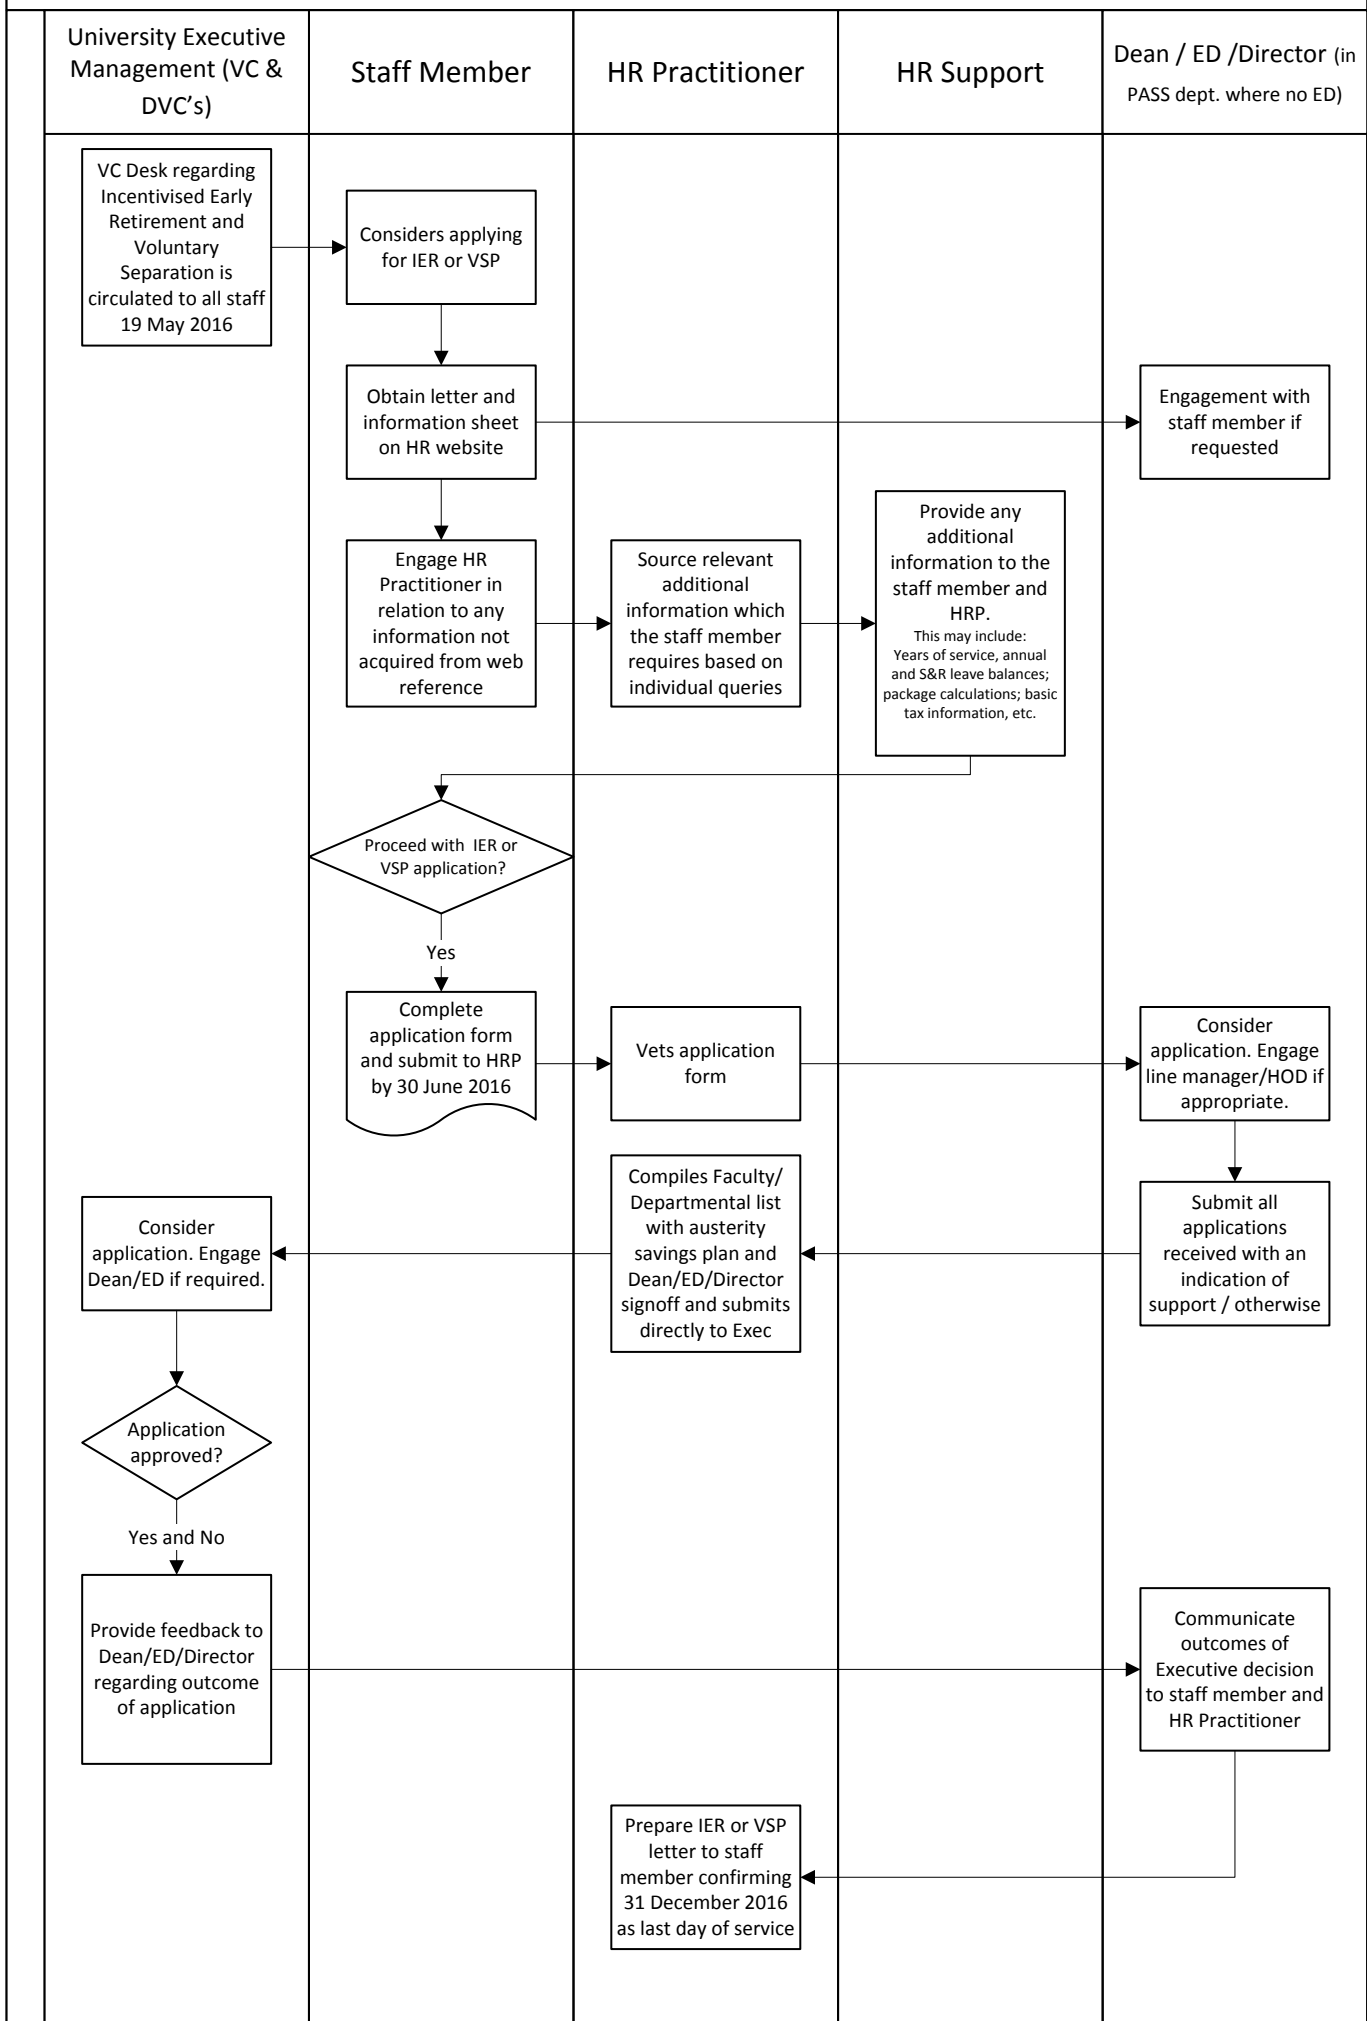 University Executive
Management (VC &
DVC's)
Staff Member
HR Practitioner
HR Support
Dean / ED /Director (in
PASS dept. where no ED)
VC Desk regarding
Incentivised Early
Retirement and
Voluntary
Separation is
circulated to all staff
19 May 2016
Considers applying
for IER or VSP
Obtain letter and
information sheet
on HR website
Engagement with
staff member if
requested
Engage HR
Practitioner in
relation to any
information not
acquired from web
reference
Source relevant
additional
information which
the staff member
requires based on
individual queries
Provide any
additional
information to the
staff member and
HRP.
This may include:
Years of service, annual
and S&R leave balances;
package calculations; basic
tax information, etc.
Proceed with  IER or
VSP application?
Yes
Complete
application form
and submit to HRP
by 30 June 2016
Vets application
form
Consider
application. Engage
line manager/HOD if
appropriate.
Submit all
applications
received with an
indication of
support / otherwise
Compiles Faculty/
Departmental list
with austerity
savings plan and
Dean/ED/Director
signoff and submits
directly to Exec
Consider
application. Engage
Dean/ED if required.
Application
approved?
Yes and No
Provide feedback to
Dean/ED/Director
regarding outcome
of application
Communicate
outcomes of
Executive decision
to staff member and
HR Practitioner
Prepare IER or VSP
letter to staff
member confirming
31 December 2016
as last day of service